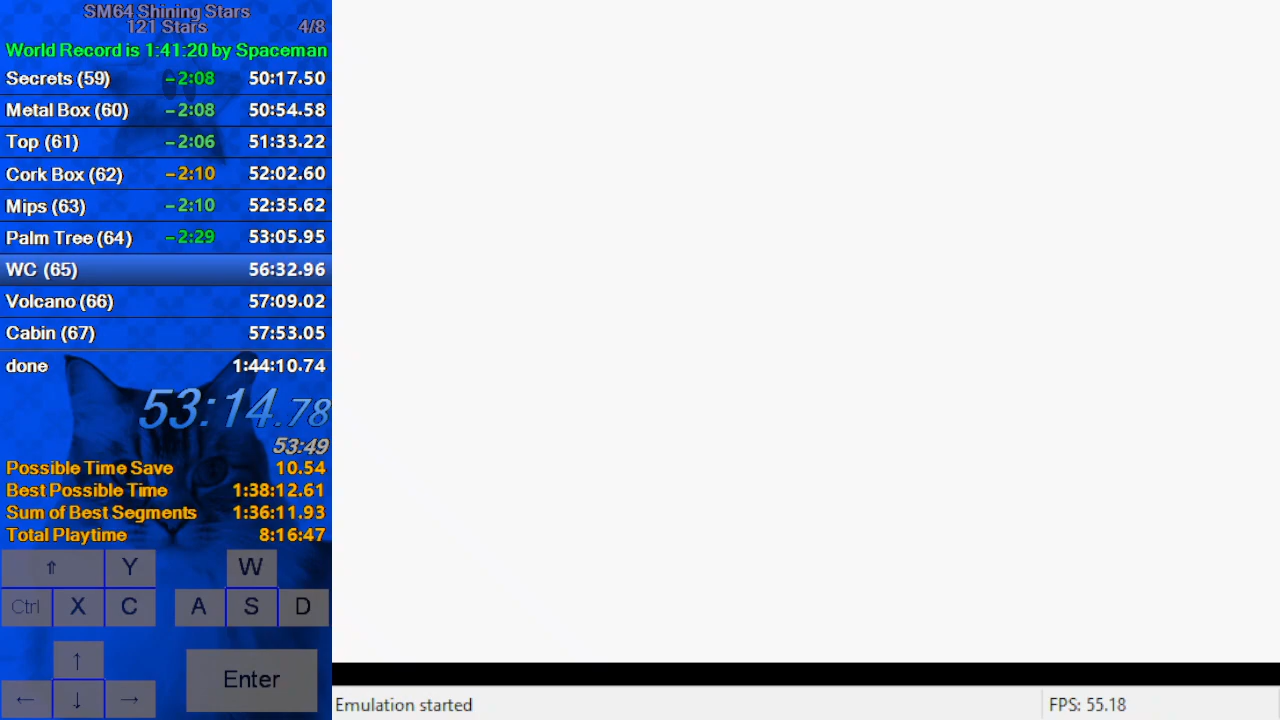 SM64 Shining Stars
121 Stars 4/8
World Record is 1:41:20 by Spaceman
Secrets (59) -2:08 50:17.50
Metal Box (60) -2:08 50:54.58
Top (61) -2:06 51:33.22
Cork Box (62) -2:10 52:02.60
Mips (63) -2:10 52:35.62
Palm Tree (64) -2:29 53:05.95
WC (65) 56:32.96
Volcano (66) 57:09.02
Cabin (67) 57:53.05
done 1:44:10.74
53:14.78
53:49
Possible Time Save 10.54
Best Possible Time 1:38:12.61
Sum of Best Segments 1:36:11.93
Total Playtime 8:16:47
⇑ Y W
Ctrl X C A S D
↑ Enter
← ↓ →
Emulation started FPS: 55.18